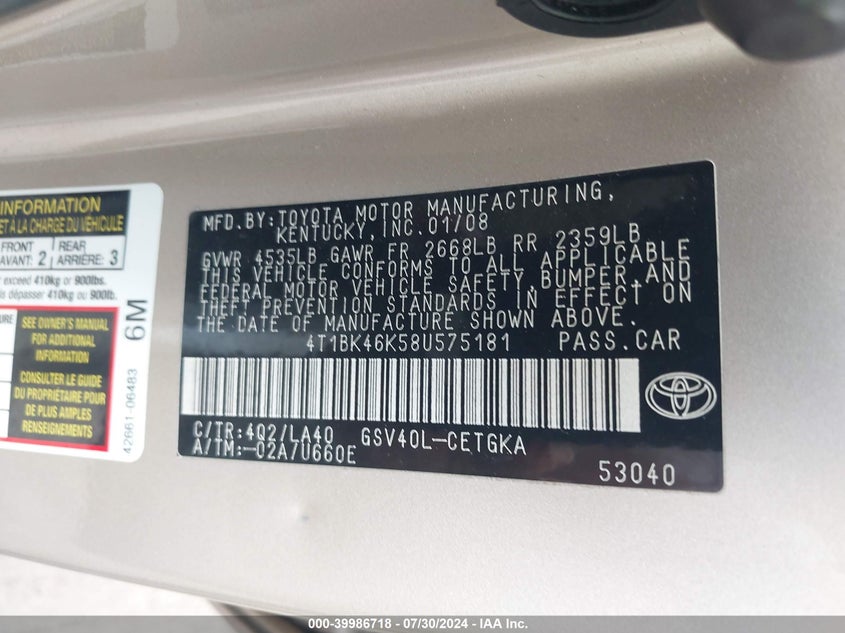 INFORMATION
ET À LA CHARGE DU VÉHICULE
FRONT
AVANT: 2
REAR
ARRIÈRE: 3
exceed 410kg or 900lbs.
dépasser 410kg ou 900lb.
SEE OWNER'S MANUAL
FOR ADDITIONAL
INFORMATION
CONSULTER LE GUIDE
DU PROPRIÉTAIRE POUR
DE PLUS AMPLES
RENSEIGNEMENTS
6M
42661-06483
MFD.BY:TOYOTA MOTOR MANUFACTURING,
KENTUCKY,INC.01/08
GVWR 4535LB GAWR FR 2668LB RR 2359LB
THIS VEHICLE CONFORMS TO ALL APPLICABLE
FEDERAL MOTOR VEHICLE SAFETY,BUMPER,AND
THEFT PREVENTION STANDARDS IN EFFECT ON
THE DATE OF MANUFACTURE SHOWN ABOVE.
4T1BK46K58U575181 PASS.CAR
C/TR:4Q2/LA40 GSV40L-CETGKA
A/TM:-02A/U660E
53040
000-39986718 / 07/30/2024 - IAA Inc.